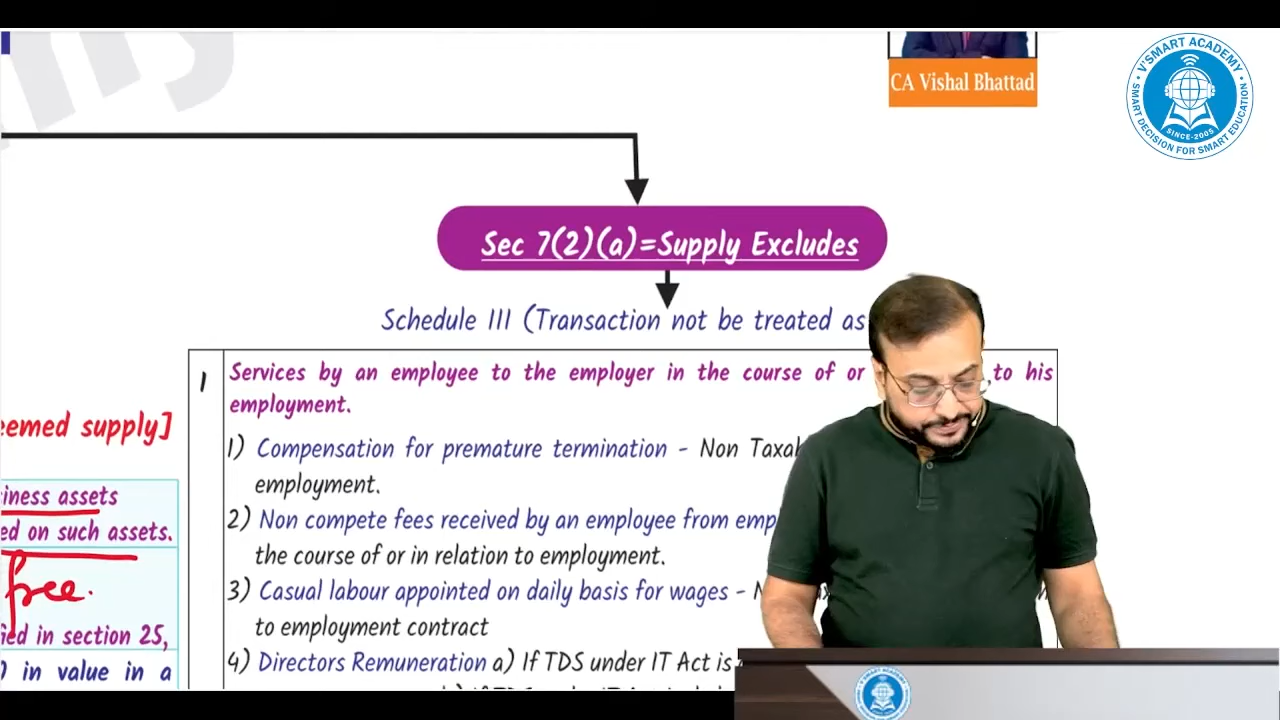 CA Vishal Bhattad
V'SMART ACADEMY
SINCE-2005
SMART DECISION FOR SMART EDUCATION
Sec 7(2)(a)=Supply Excludes
Schedule III (Transaction not be treated as
1 Services by an employee to the employer in the course of or ,to his
employment.
1) Compensation for premature termination - Non
employment.
2) Non compete fees received by an employee from
the course of or in relation to employment.
3) Casual labour appointed on daily basis for wages -
to employment contract
4) Directors Remuneration a) If TDS under IT Act is
eemed supply]
iness assets
ed on such assets.
free.
fied in section 25,
) in value in a